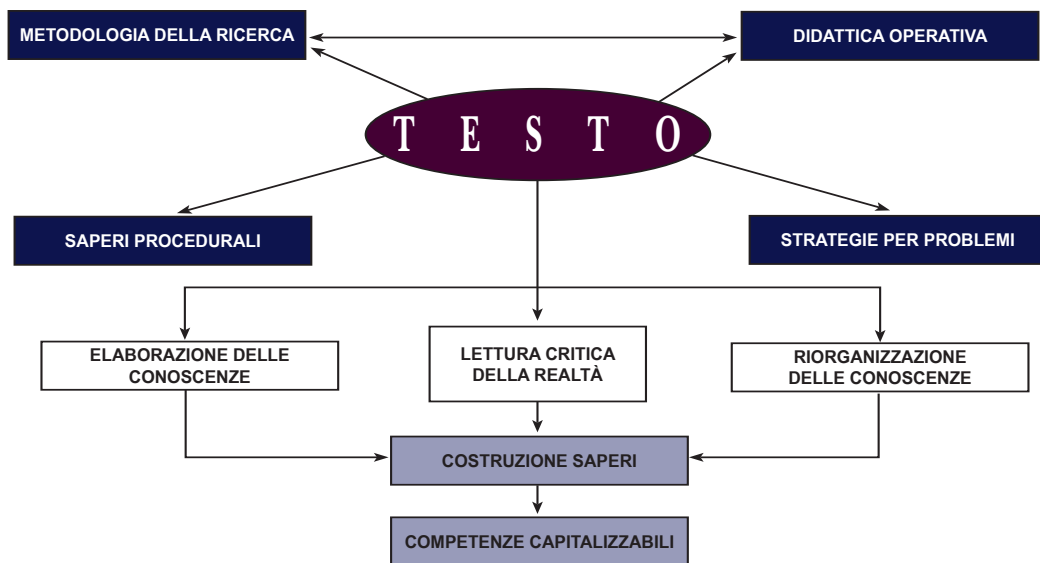 METODOLOGIA DELLA RICERCA
DIDATTICA OPERATIVA
T E S T O
SAPERI PROCEDURALI
STRATEGIE PER PROBLEMI
ELABORAZIONE DELLE
CONOSCENZE
LETTURA CRITICA
DELLA REALTÀ
RIORGANIZZAZIONE
DELLE CONOSCENZE
COSTRUZIONE SAPERI
COMPETENZE CAPITALIZZABILI